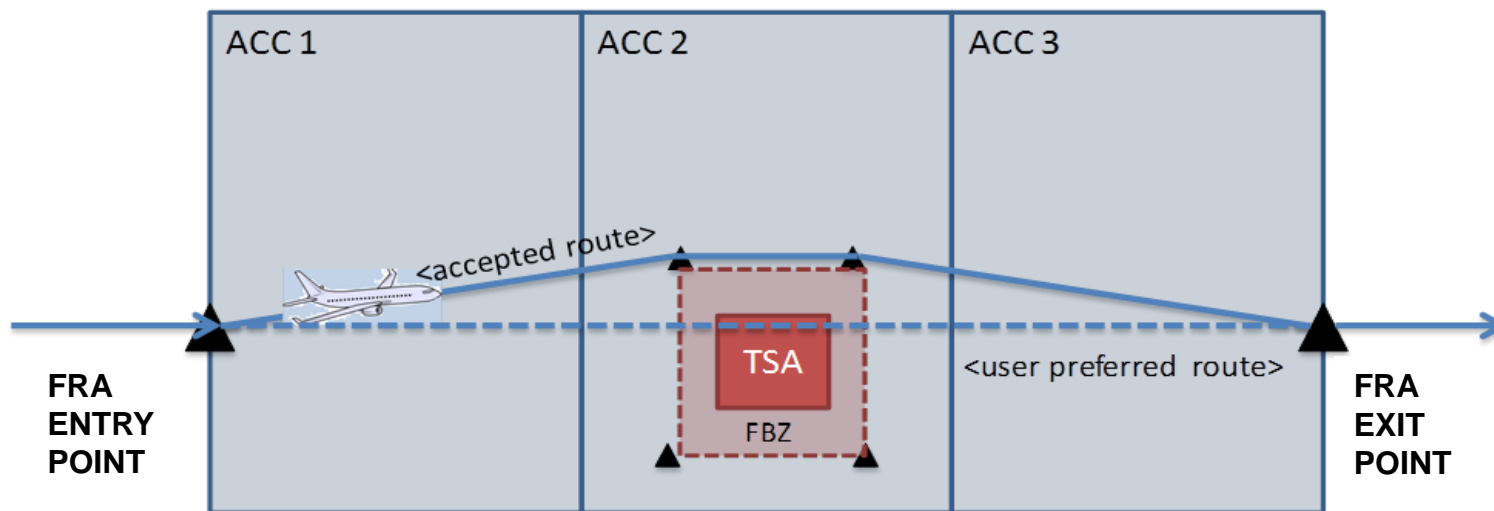 ACC 1
ACC 2
ACC 3
<accepted route>
TSA
<user preferred route>
FBZ
FRA
ENTRY
POINT
FRA
EXIT
POINT